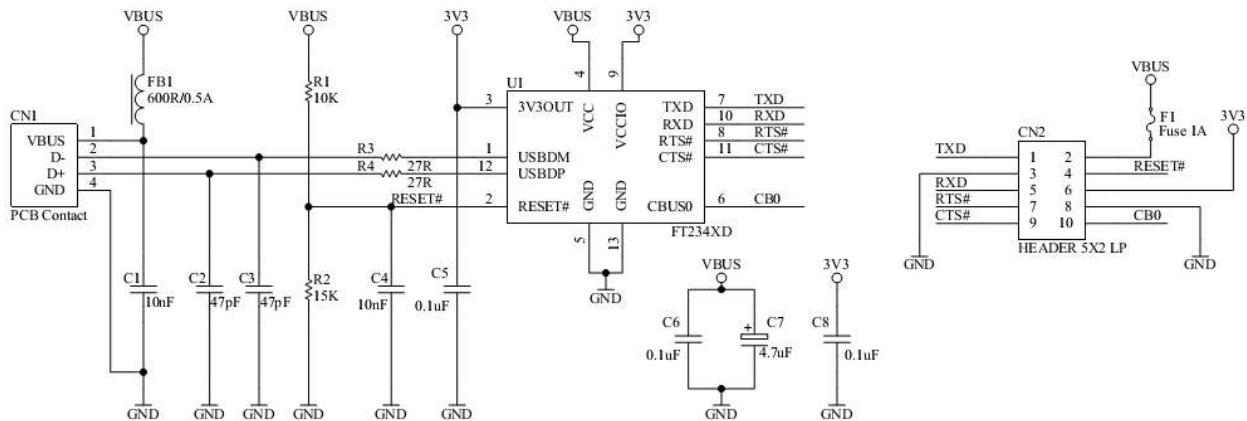 VBUS
VBUS
3V3
VBUS
3V3
FB1
600R/0.5A
R1
10K
U1
4
9
CN1
VBUS
D-
D+
GND
1
2
3
4
PCB Contact
3
3V3OUT
VCC
VCCIO
TXD
7
TXD
RXD
10
RXD
RTS#
8
RTS#
CTS#
11
CTS#
R3
27R
1
USBDM
R4
27R
12
USBDP
RESET#
2
RESET#
GND
GND
CBUS0
6
CB0
5
13
FT234XD
GND
C1
10nF
C2
47pF
C3
47pF
R2
15K
C4
10nF
C5
0.1uF
GND
GND
GND
GND
GND
GND
VBUS
3V3
C6
0.1uF
C7
+
4.7uF
C8
0.1uF
GND
GND
VBUS
F1
Fuse 1A
3V3
CN2
TXD
1
2
3
4
RESET#
RXD
5
6
RTS#
7
8
CTS#
9
10
CB0
HEADER 5X2 LP
GND
GND